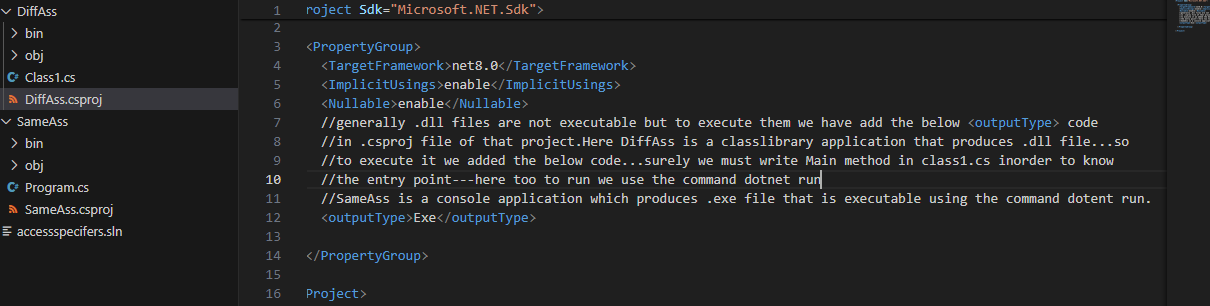 DiffAss
bin
obj
Class1.cs
DiffAss.csproj
SameAss
bin
obj
Program.cs
SameAss.csproj
accessspecifers.sln
1 roject Sdk="Microsoft.NET.Sdk">
2
3 <PropertyGroup>
4 <TargetFramework>net8.0</TargetFramework>
5 <ImplicitUsings>enable</ImplicitUsings>
6 <Nullable>enable</Nullable>
7 //generally .dll files are not executable but to execute them we have add the below <outputType> code
8 //in .csproj file of that project.Here DiffAss is a classlibrary application that produces .dll file...so
9 //to execute it we added the below code...surely we must write Main method in class1.cs inorder to know
10 //the entry point---here too to run we use the command dotnet run
11 //SameAss is a console application which produces .exe file that is executable using the command dotent run.
12 <outputType>Exe</outputType>
13
14 </PropertyGroup>
15
16 Project>